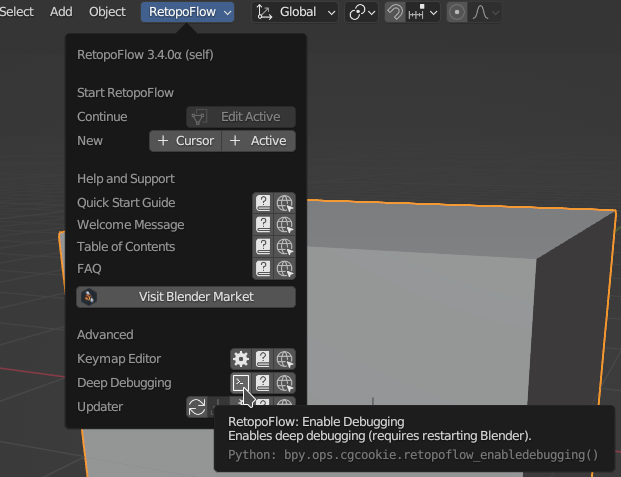 Select Add Object RetopoFlow Global
RetopoFlow 3.4.0α (self)
Start RetopoFlow
Continue Edit Active
New + Cursor + Active
Help and Support
Quick Start Guide
Welcome Message
Table of Contents
FAQ
Visit Blender Market
Advanced
Keymap Editor
Deep Debugging
Updater
RetopoFlow: Enable Debugging
Enables deep debugging (requires restarting Blender).
Python: bpy.ops.cgcookie.retopoflow_enabledebugging()